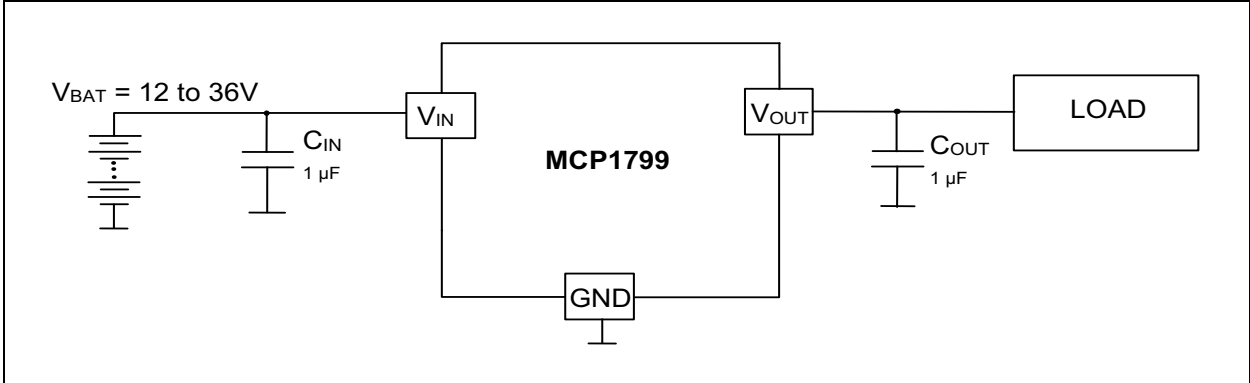 VBAT = 12 to 36V
VIN
VOUT
LOAD
CIN
1 µF
MCP1799
COUT
1 µF
GND